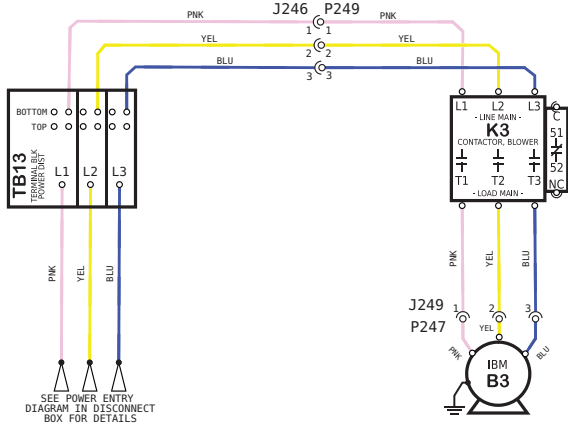 J246 P249
PNK
1 1
PNK
YEL
2 2
YEL
BLU
3 3
BLU
BOTTOM
TOP
TB13
TERMINAL BLK
POWER DIST
L1 L2 L3
L1 L2 L3
- LINE MAIN -
K3
CONTACTOR, BLOWER
T1 T2 T3
- LOAD MAIN -
C
51
52
NC
PNK YEL BLU
PNK YEL BLU
J249 1 2 3
P247
PNK YEL BLU
IBM
B3
SEE POWER ENTRY
DIAGRAM IN DISCONNECT
BOX FOR DETAILS